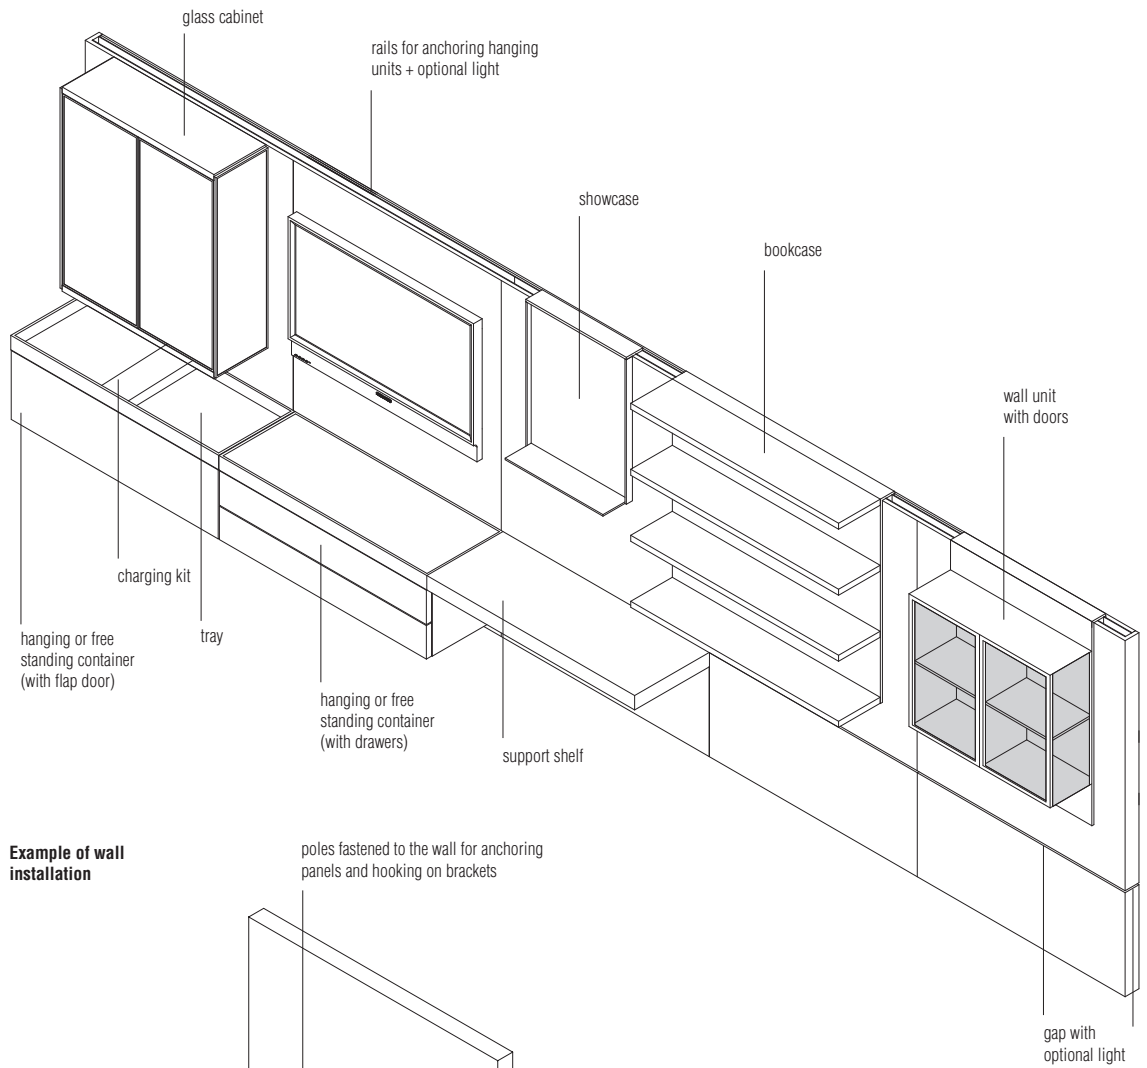 glass cabinet
rails for anchoring hanging
units + optional light
showcase
bookcase
wall unit
with doors
charging kit
tray
hanging or free
standing container
(with flap door)
hanging or free
standing container
(with drawers)
support shelf
Example of wall
installation
poles fastened to the wall for anchoring
panels and hooking on brackets
gap with
optional light